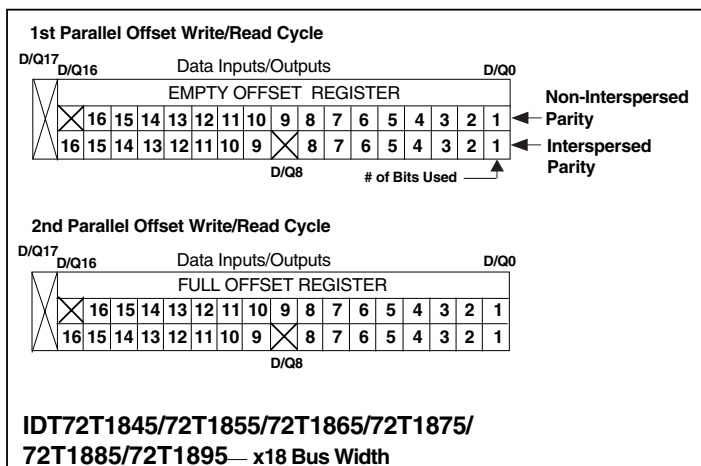 1st Parallel Offset Write/Read Cycle
D/Q17
D/Q16
Data Inputs/Outputs
D/Q0
EMPTY OFFSET REGISTER
16 15 14 13 12 11 10 9 8 7 6 5 4 3 2 1
Non-Interspersed Parity
16 15 14 13 12 11 10 9 8 7 6 5 4 3 2 1
Interspersed Parity
D/Q8
# of Bits Used
2nd Parallel Offset Write/Read Cycle
D/Q17
D/Q16
Data Inputs/Outputs
D/Q0
FULL OFFSET REGISTER
16 15 14 13 12 11 10 9 8 7 6 5 4 3 2 1
16 15 14 13 12 11 10 9 8 7 6 5 4 3 2 1
D/Q8
IDT72T1845/72T1855/72T1865/72T1875/
72T1885/72T1895— x18 Bus Width